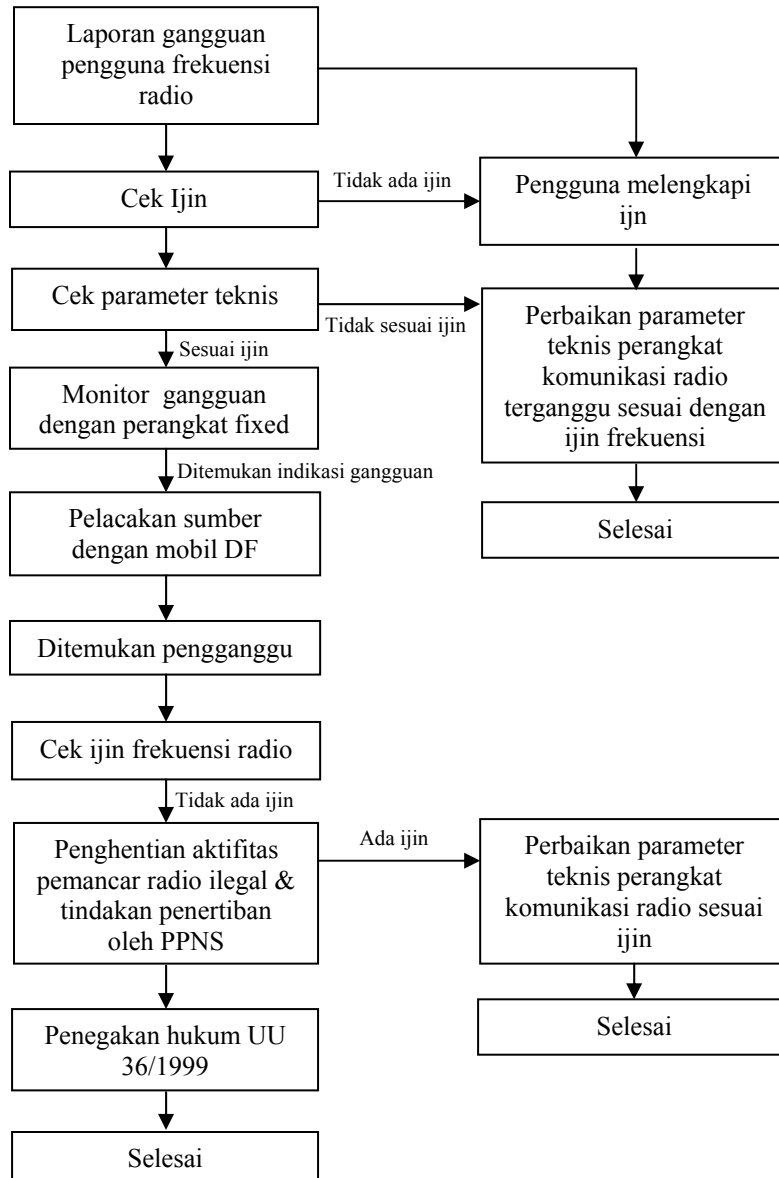 Laporan gangguan
pengguna frekuensi
radio
Cek Ijin
Tidak ada ijin
Pengguna melengkapi
ijn
Cek parameter teknis
Tidak sesuai ijin
Perbaikan parameter
teknis perangkat
komunikasi radio
terganggu sesuai dengan
ijin frekuensi
Selesai
Sesuai ijin
Monitor gangguan
dengan perangkat fixed
Ditemukan indikasi gangguan
Pelacakan sumber
dengan mobil DF
Ditemukan pengganggu
Cek ijin frekuensi radio
Tidak ada ijin
Penghentian aktifitas
pemancar radio ilegal &
tindakan penertiban
oleh PPNS
Ada ijin
Perbaikan parameter
teknis perangkat
komunikasi radio sesuai
ijin
Selesai
Penegakan hukum UU
36/1999
Selesai